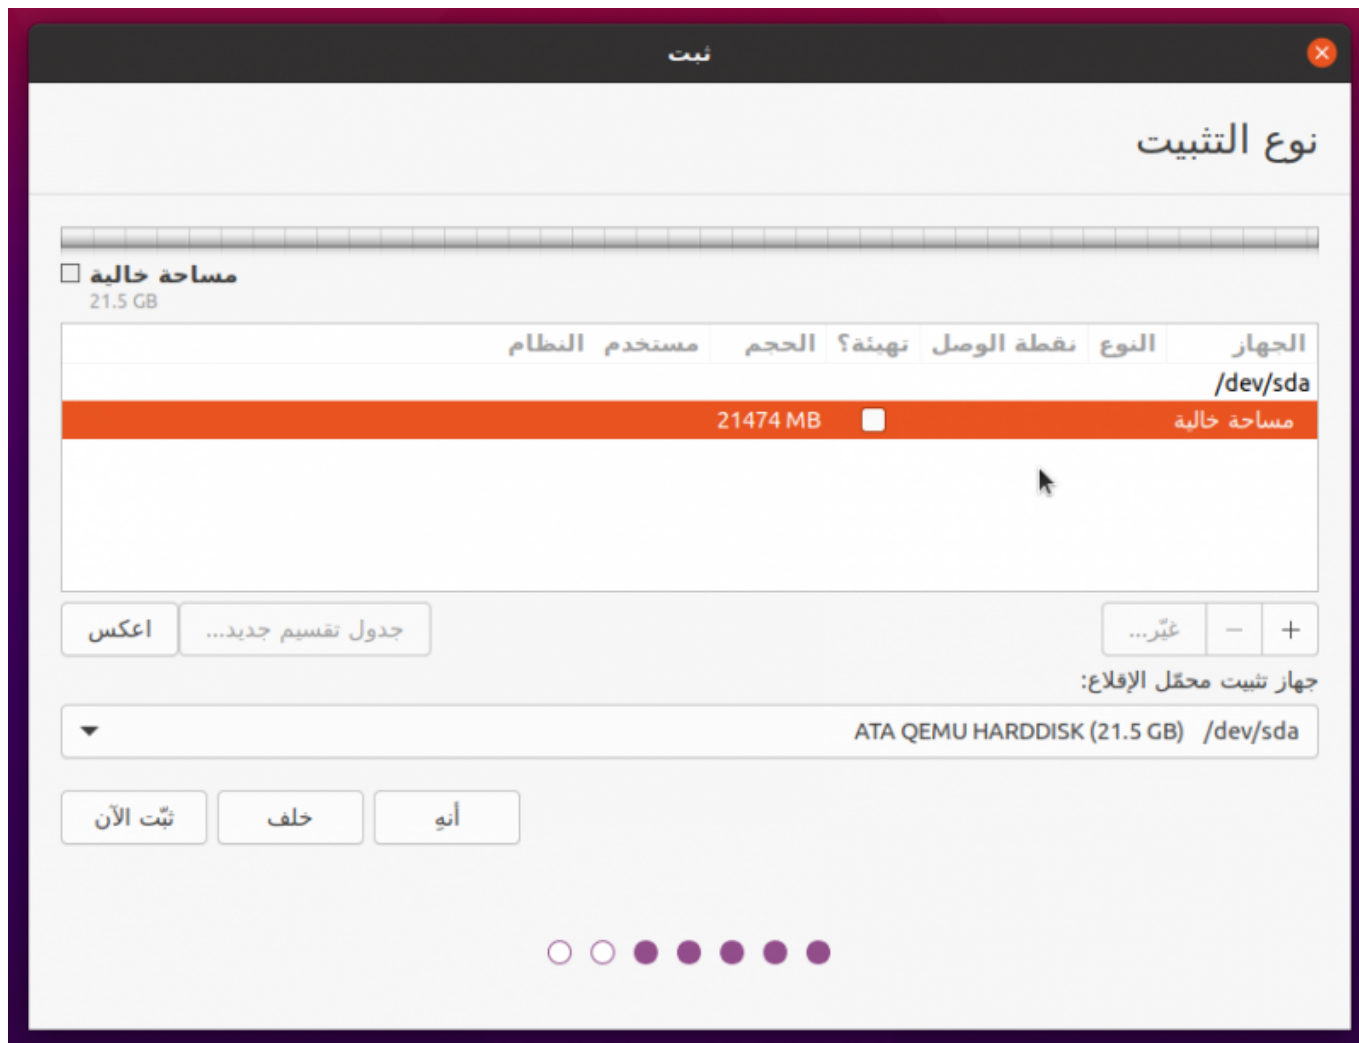 ثبت
نوع التثبيت
مساحة خالية
21.5 GB
الجهاز النوع نقطة الوصل تهيئة؟ الحجم مستخدم النظام
/dev/sda
مساحة خالية 21474 MB
+ − غيّر... جدول تقسيم جديد... اعكس
جهاز تثبيت محمّل الإقلاع:
/dev/sda ATA QEMU HARDDISK (21.5 GB)
أنهِ خلف ثبّت الآن